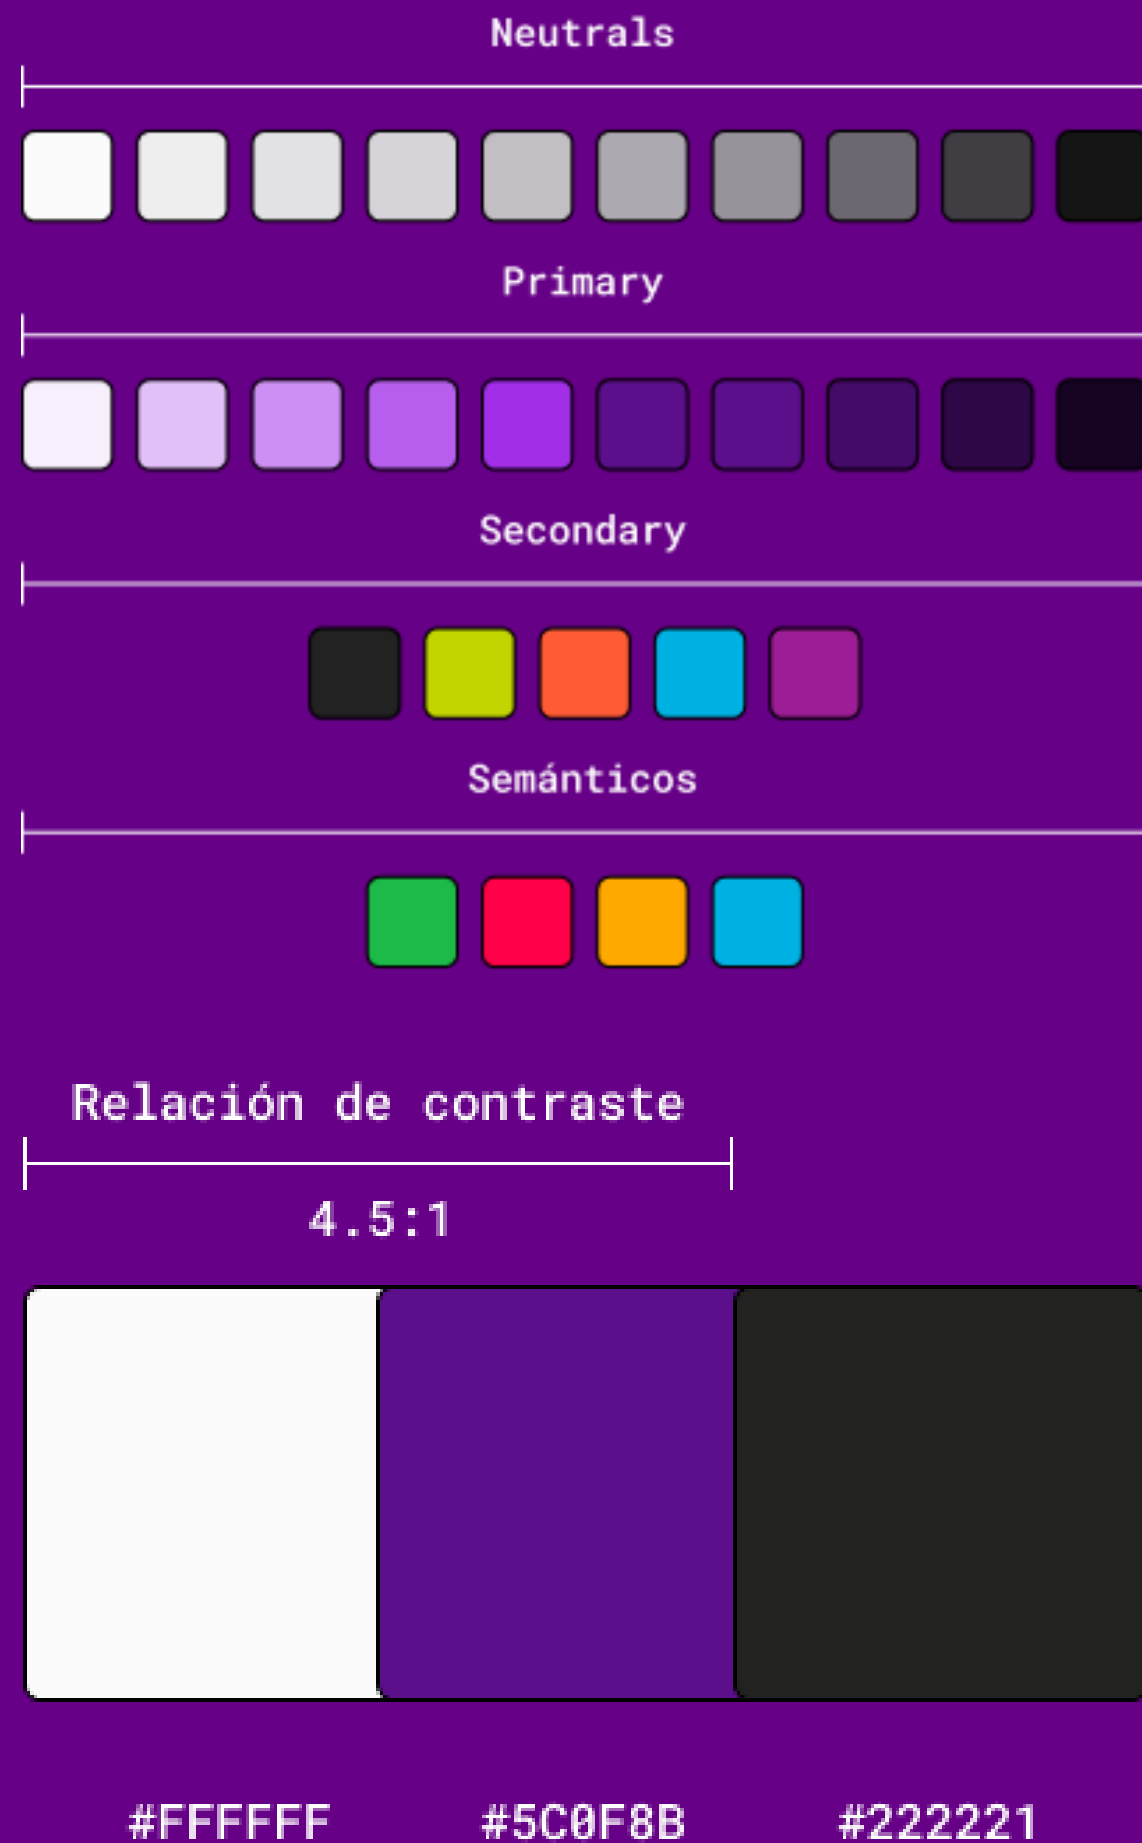 Neutrals
Primary
Secondary
Semánticos
Relación de contraste
4.5:1
#FFFFFF #5C0F8B #222221